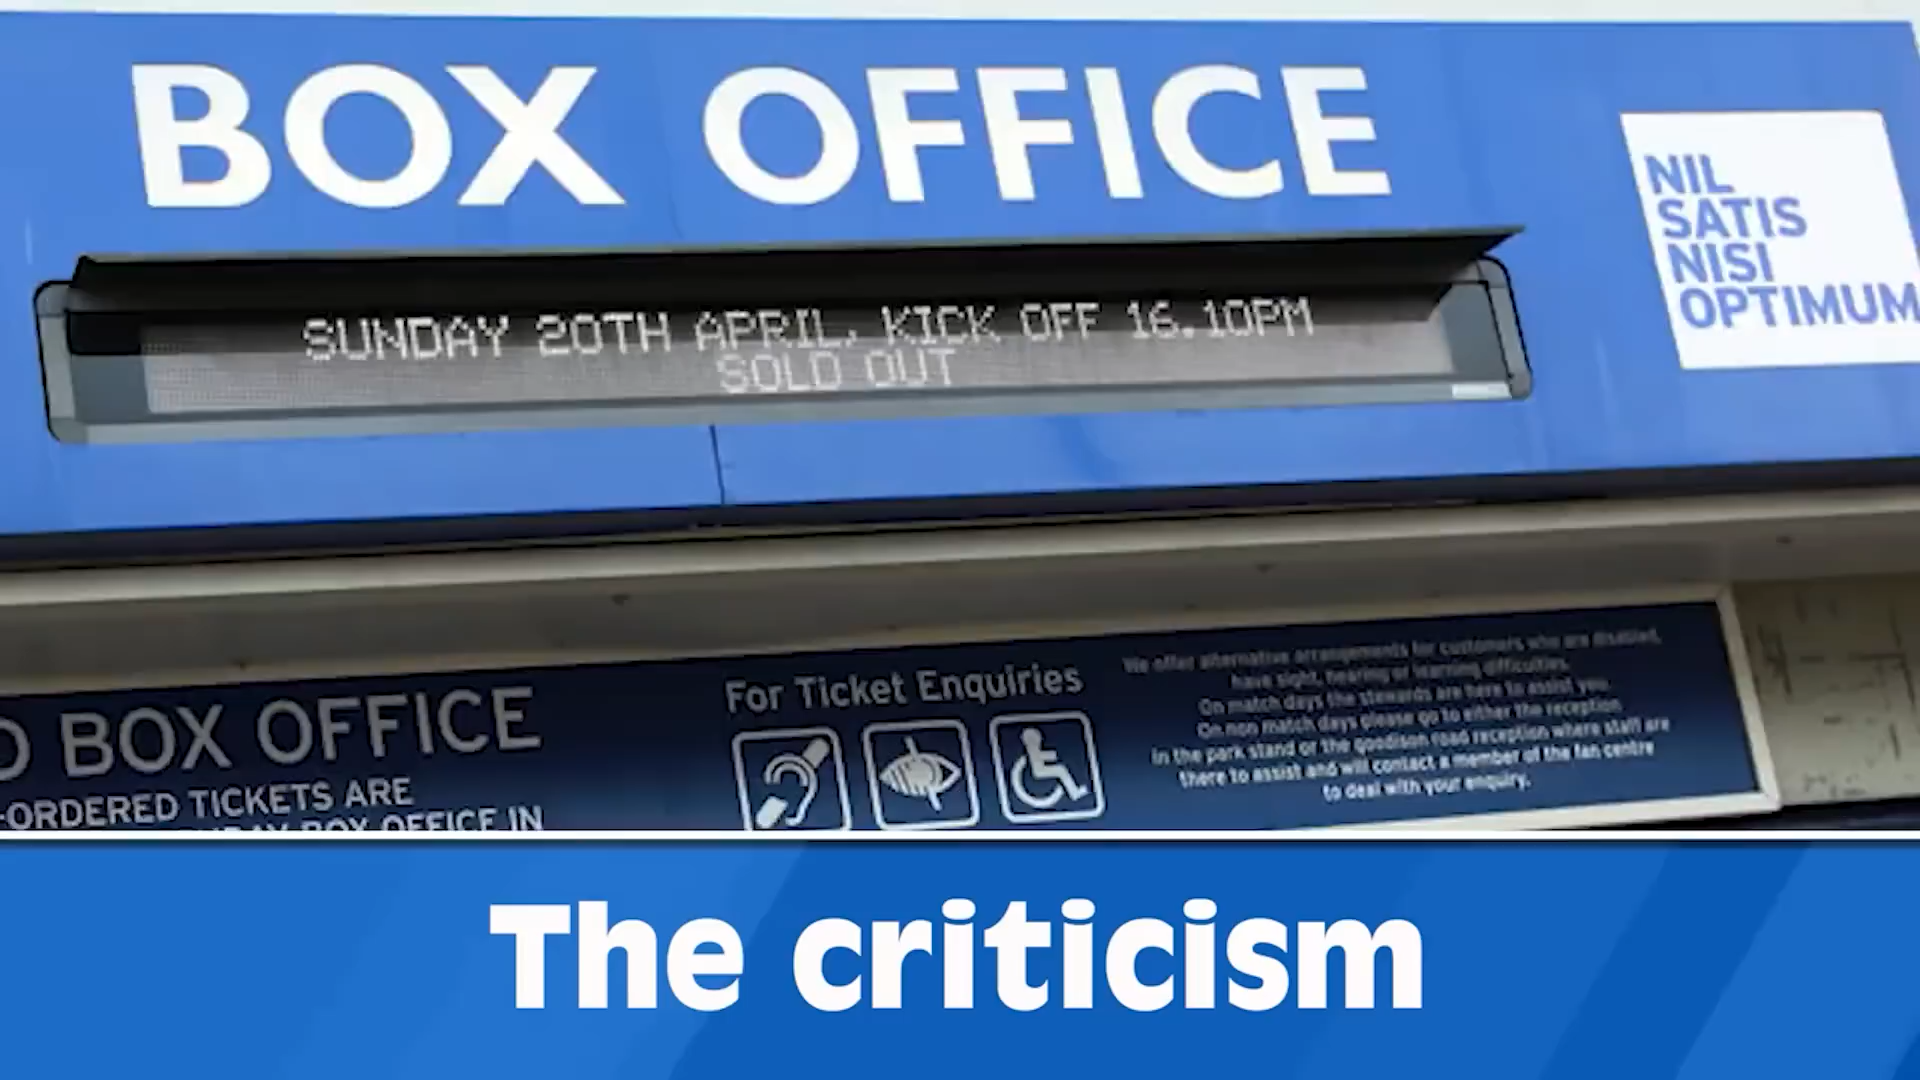 BOX OFFICE
NIL
SATIS
NISI
OPTIMUM
SUNDAY 20TH APRIL, KICK OFF 16.10PM
SOLD OUT
BOX OFFICE
-ORDERED TICKETS ARE
BOX OFFICE IN
For Ticket Enquiries
We offer alternative arrangements for customers who are disabled,
have sight, hearing or learning difficulties.
On match days the stewards are here to assist you.
On non match days please go to either the reception
in the park stand or the goodison road reception where staff are
there to assist and will contact a member of the fan centre
to deal with your enquiry.
The criticism